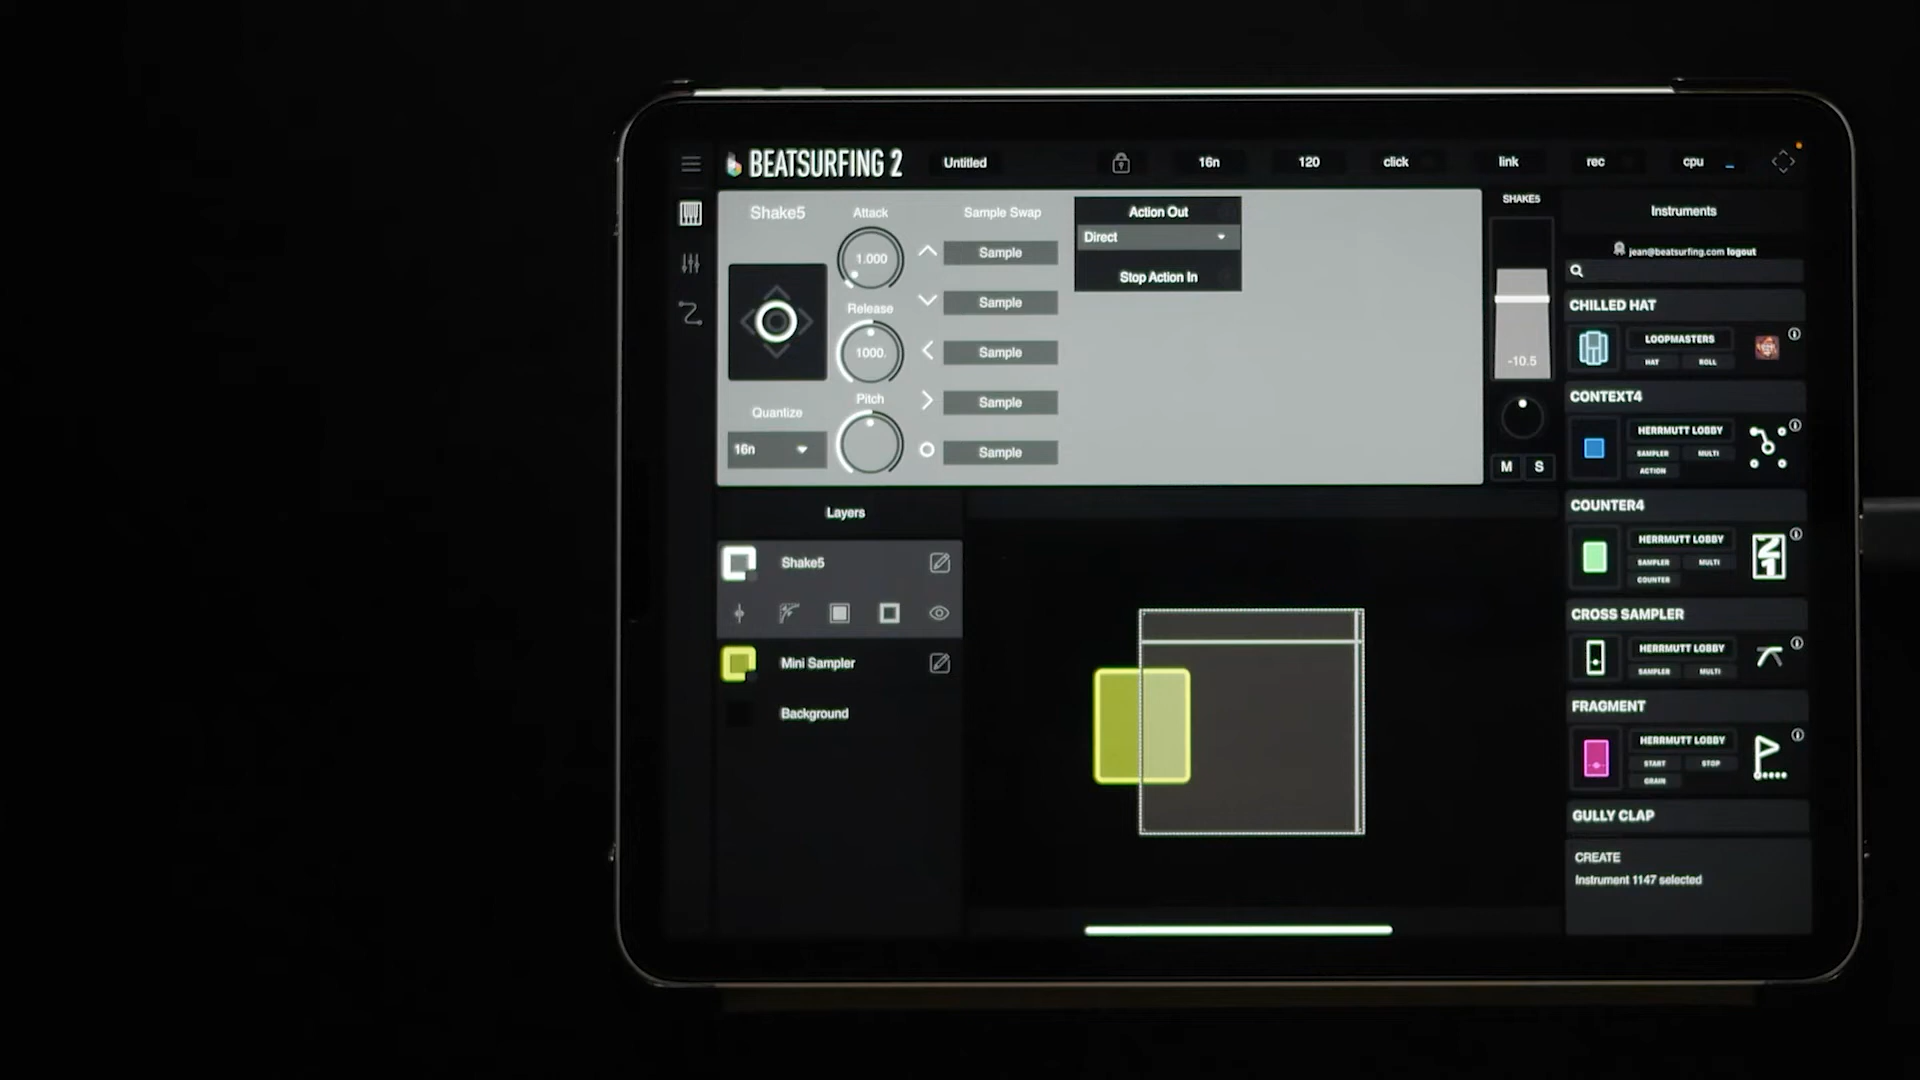 BEATSURFING 2
Untitled
16n
120
click
link
rec
cpu
Shake5
Attack
1.000
Release
1000.
Pitch
Quantize
16n
Sample Swap
Sample
Sample
Sample
Sample
Sample
Action Out
Direct
Stop Action In
SHAKE5
-10.5
M
S
Layers
Shake5
Mini Sampler
Background
Instruments
jean@beatsurfing.com logout
CHILLED HAT
LOOPMASTERS
HAT
ROLL
CONTEXT4
HERRMUTT LOBBY
SAMPLER
MULTI
ACTION
COUNTER4
HERRMUTT LOBBY
SAMPLER
MULTI
COUNTER
21
CROSS SAMPLER
HERRMUTT LOBBY
SAMPLER
MULTI
FRAGMENT
HERRMUTT LOBBY
START
STOP
GRAIN
GULLY CLAP
CREATE
Instrument 1147 selected